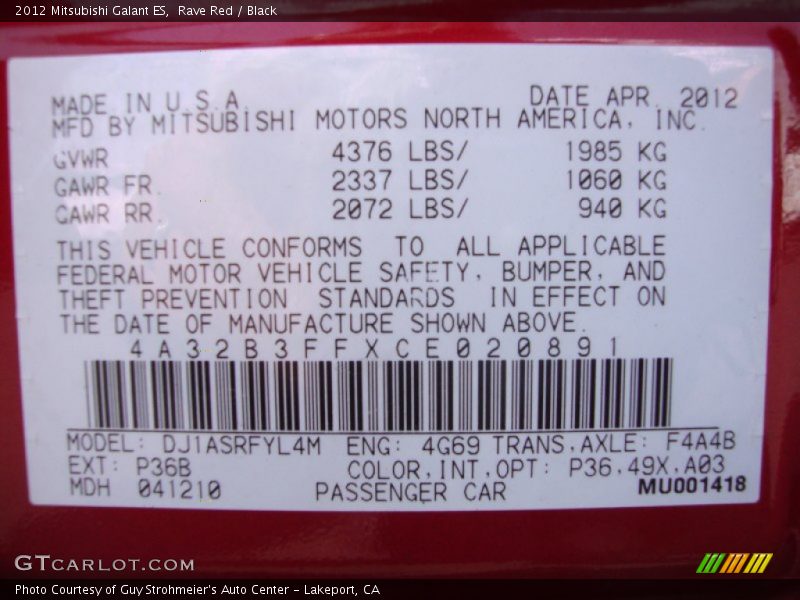 2012 Mitsubishi Galant ES, Rave Red / Black
MADE IN U.S.A. DATE APR. 2012
MFD BY MITSUBISHI MOTORS NORTH AMERICA, INC.
GVWR 4376 LBS/ 1985 KG
GAWR FR. 2337 LBS/ 1060 KG
GAWR RR. 2072 LBS/ 940 KG
THIS VEHICLE CONFORMS TO ALL APPLICABLE
FEDERAL MOTOR VEHICLE SAFETY, BUMPER, AND
THEFT PREVENTION STANDARDS IN EFFECT ON
THE DATE OF MANUFACTURE SHOWN ABOVE.
4A32B3FFXCE020891
MODEL: DJ1ASRFYL4M ENG: 4G69 TRANS,AXLE: F4A4B
EXT: P36B COLOR,INT,OPT: P36,49X,A03
MDH 041210 PASSENGER CAR MU001418
GTCARLOT.COM
Photo Courtesy of Guy Strohmeier's Auto Center - Lakeport, CA